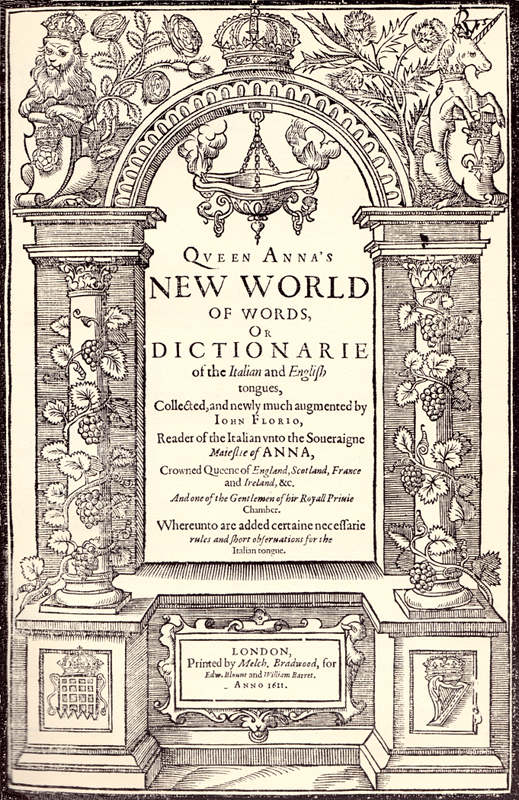 QVEEN ANNA'S
NEW WORLD
OF WORDS,
OR
DICTIONARIE
of the Italian and Engliſh
tongues,
Collected, and newly much augmented by
IOHN FLORIO,
Reader of the Italian vnto the Soueraigne
Maieſtie of ANNA,
Crowned Queene of England, Scotland, France
and Ireland, &c.
And one of the Gentlemen of hir Royall Priuie
Chamber.
Whereunto are added certaine neceſſarie
rules and ſhort obſeruations for the
Italian tongue.
LONDON,
Printed by Melch. Bradwood, for
Edw. Blount and William Barret.
ANNO 1611.